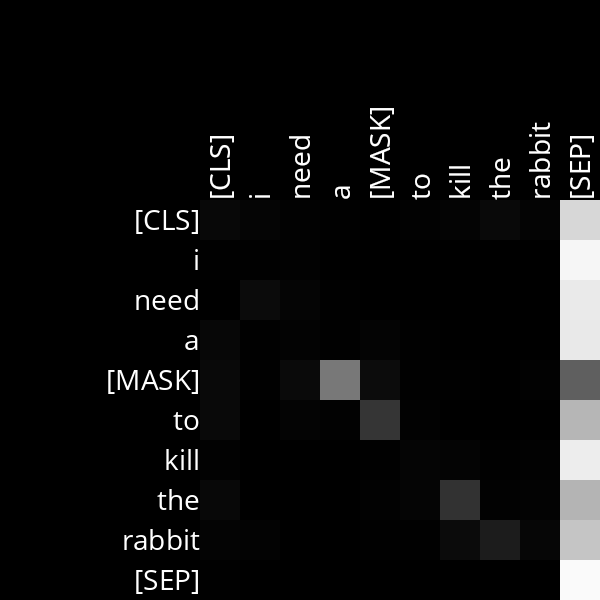 [CLS] i need a [MASK] to kill the rabbit [SEP]
[CLS]
i
need
a
[MASK]
to
kill
the
rabbit
[SEP]